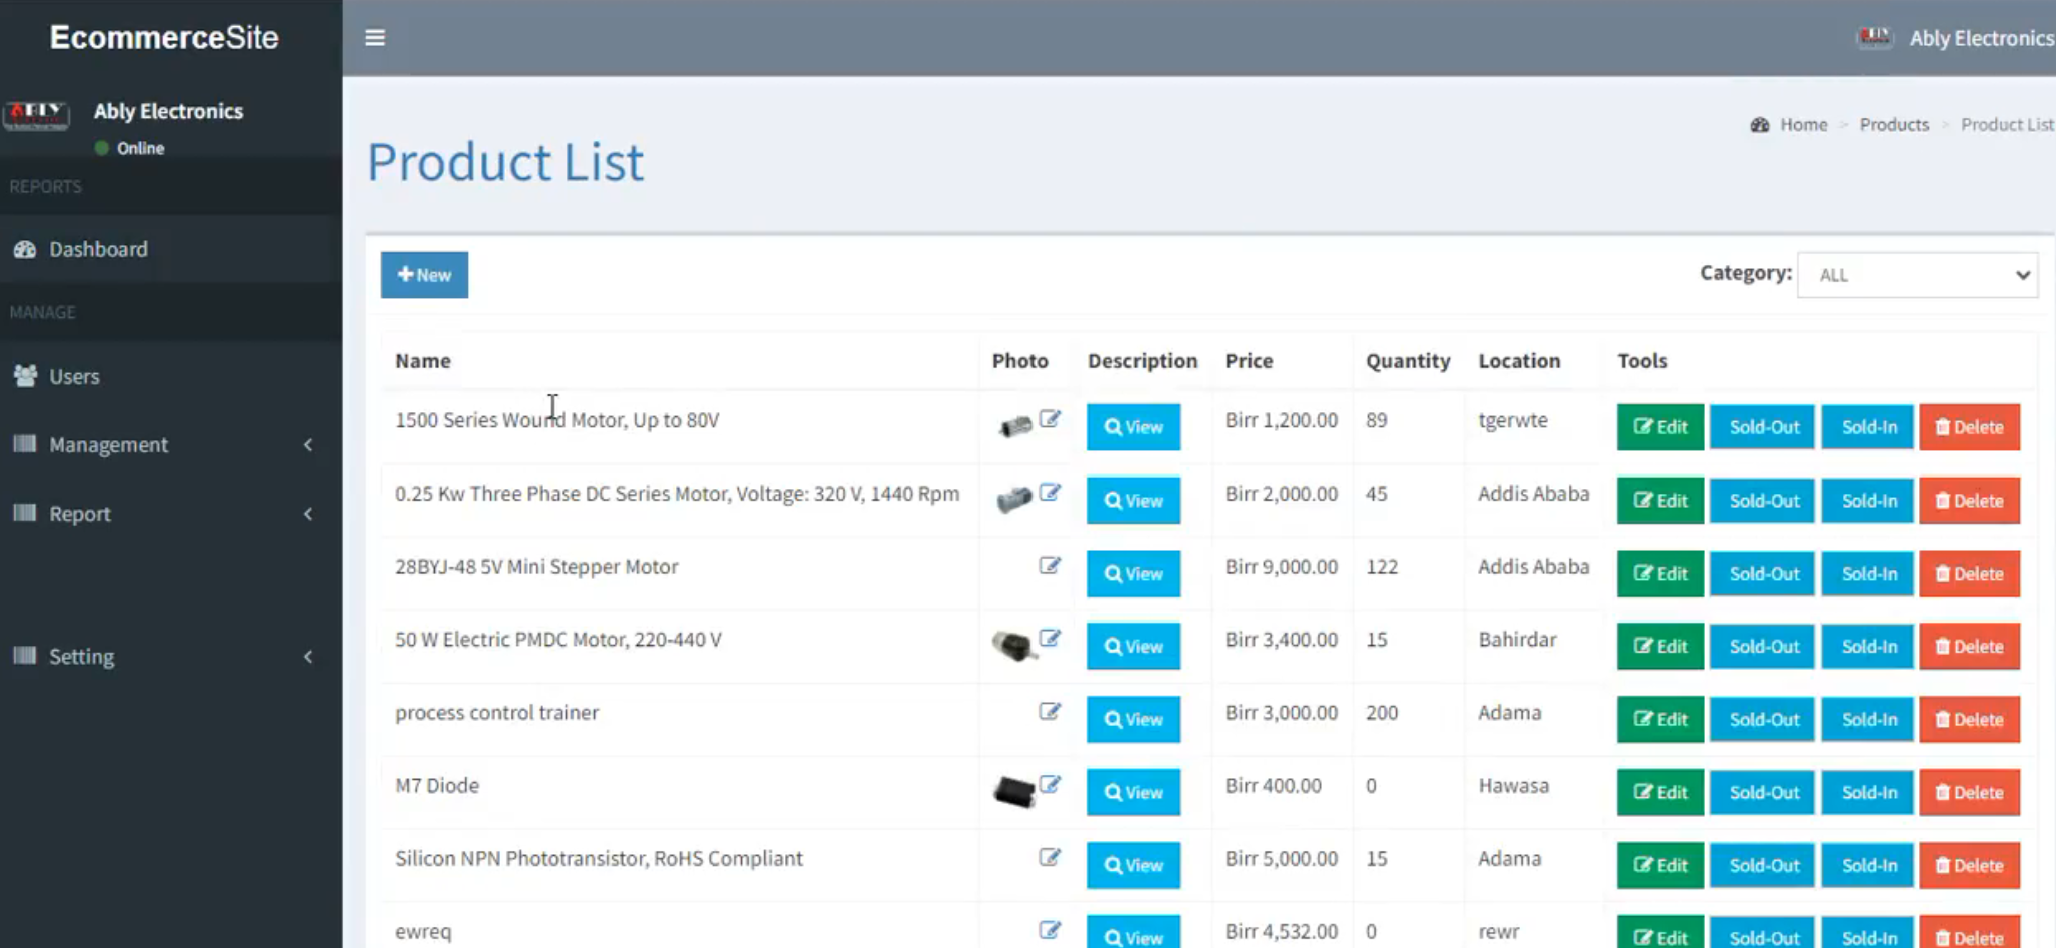 EcommerceSite
Ably Electronics
ABLY
Ably Electronics
Online
Home > Products > Product List
REPORTS
Product List
Dashboard
New
Category: ALL
MANAGE
Name Photo Description Price Quantity Location Tools
Users
1500 Series Wound Motor, Up to 80V View Birr 1,200.00 89 tgerwte Edit Sold-Out Sold-In Delete
Management
0.25 Kw Three Phase DC Series Motor, Voltage: 320 V, 1440 Rpm View Birr 2,000.00 45 Addis Ababa Edit Sold-Out Sold-In Delete
Report
28BYJ-48 5V Mini Stepper Motor View Birr 9,000.00 122 Addis Ababa Edit Sold-Out Sold-In Delete
50 W Electric PMDC Motor, 220-440 V View Birr 3,400.00 15 Bahirdar Edit Sold-Out Sold-In Delete
Setting
process control trainer View Birr 3,000.00 200 Adama Edit Sold-Out Sold-In Delete
M7 Diode View Birr 400.00 0 Hawasa Edit Sold-Out Sold-In Delete
Silicon NPN Phototransistor, RoHS Compliant View Birr 5,000.00 15 Adama Edit Sold-Out Sold-In Delete
ewreq View Birr 4,532.00 0 rewr Edit Sold-Out Sold-In Delete